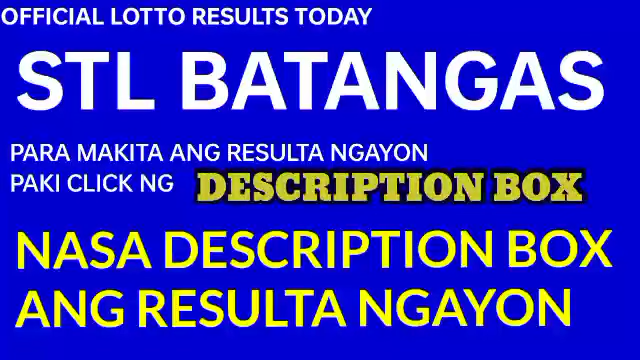 OFFICIAL LOTTO RESULTS TODAY
STL BATANGAS
PARA MAKITA ANG RESULTA NGAYON
PAKI CLICK NG DESCRIPTION BOX
NASA DESCRIPTION BOX
ANG RESULTA NGAYON